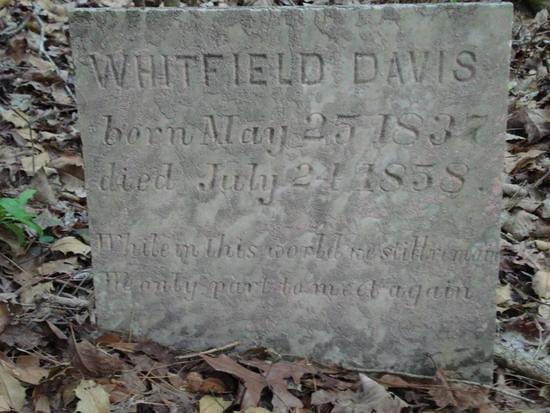 WHITFIELD DAVIS
born May 25 1837
died July 24 1858.
While in this world we still remain
We only part to meet again